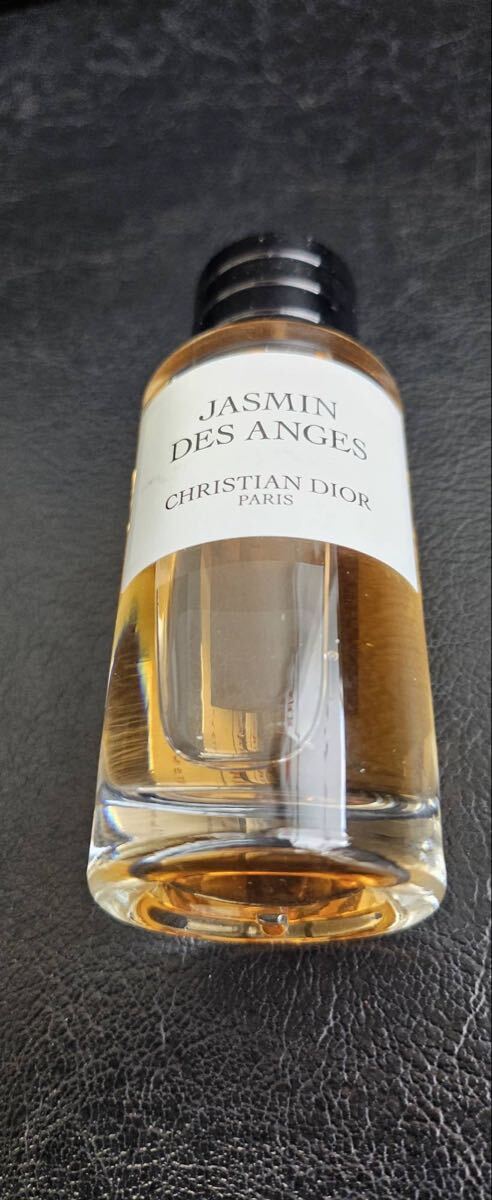 JASMIN
DES ANGES
CHRISTIAN DIOR
PARIS